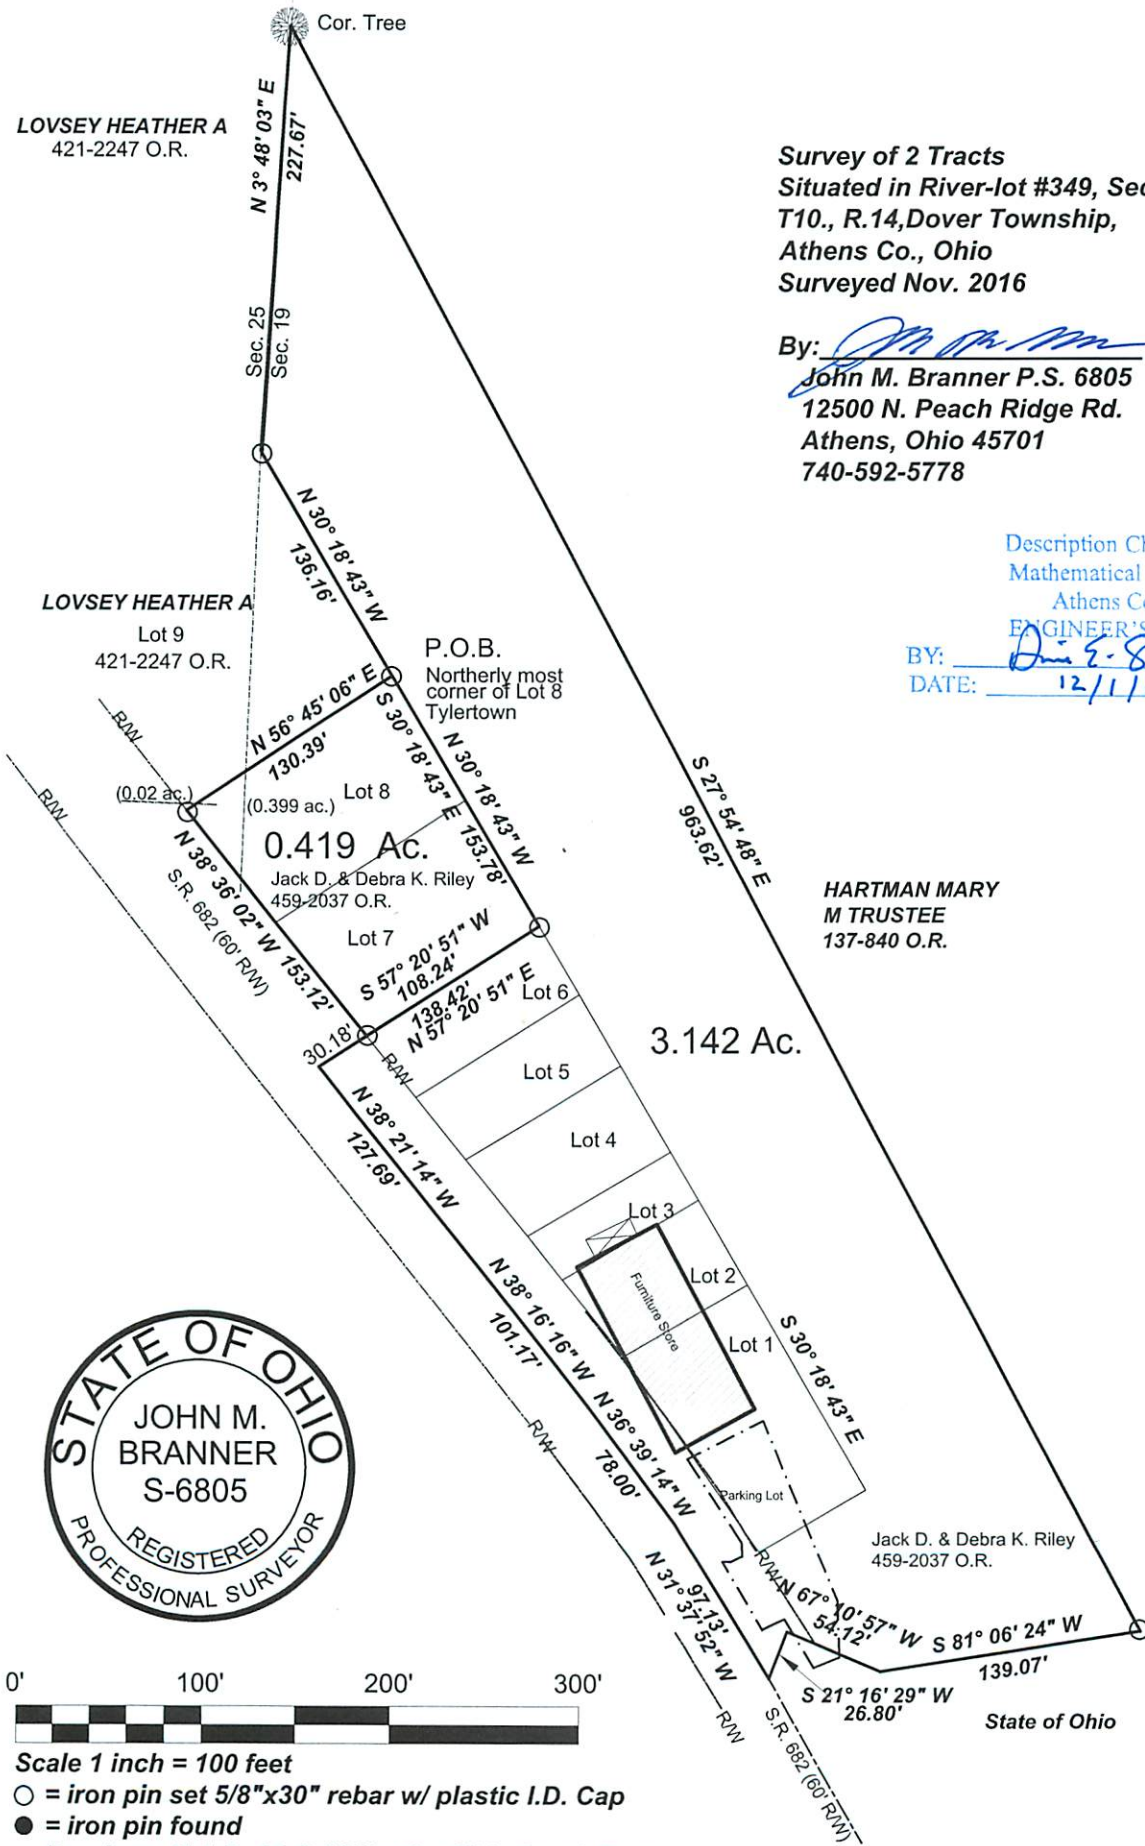 Cor. Tree
LOVSEY HEATHER A
421-2247 O.R.
N 3° 48' 03" E
227.67'
Sec. 25
Sec. 19
Survey of 2 Tracts
Situated in River-lot #349, Sec
T10., R.14,Dover Township,
Athens Co., Ohio
Surveyed Nov. 2016
By:
John M. Branner P.S. 6805
12500 N. Peach Ridge Rd.
Athens, Ohio 45701
740-592-5778
Description Ch
Mathematical
Athens Co
ENGINEER'S
BY:
DATE: 12/1/
N 30° 18' 43" W
136.16'
LOVSEY HEATHER A
Lot 9
421-2247 O.R.
P.O.B.
Northerly most
corner of Lot 8
Tylertown
N 56° 45' 06" E
130.39'
R/W
R/W
S 30° 18' 43" E 153.78'
N 30° 18' 43" W
(0.02 ac.)
(0.399 ac.)
Lot 8
0.419 Ac.
Jack D. & Debra K. Riley
459-2037 O.R.
Lot 7
N 38° 36' 02" W 153.12'
S.R. 682 (60' R/W)
S 57° 20' 51" W
108.24'
138.42'
N 57° 20' 51" E
30.18'
R/W
S 27° 54' 48" E
963.62'
HARTMAN MARY
M TRUSTEE
137-840 O.R.
3.142 Ac.
Lot 6
Lot 5
Lot 4
Lot 3
Lot 2
Lot 1
Furniture Store
N 38° 21' 14" W
127.69'
N 38° 16' 16" W
101.17'
N 36° 39' 14" W
78.00'
S 30° 18' 43" E
R/W
Parking Lot
Jack D. & Debra K. Riley
459-2037 O.R.
R/W
N 67° 10' 57" W
54.12'
S 81° 06' 24" W
139.07'
97.13'
N 31° 37' 52" W
S 21° 16' 29" W
26.80'
State of Ohio
R/W
S.R. 682 (60' R/W)
STATE OF OHIO
JOHN M.
BRANNER
S-6805
REGISTERED
PROFESSIONAL SURVEYOR
0' 100' 200' 300'
Scale 1 inch = 100 feet
= iron pin set 5/8"x30" rebar w/ plastic I.D. Cap
= iron pin found